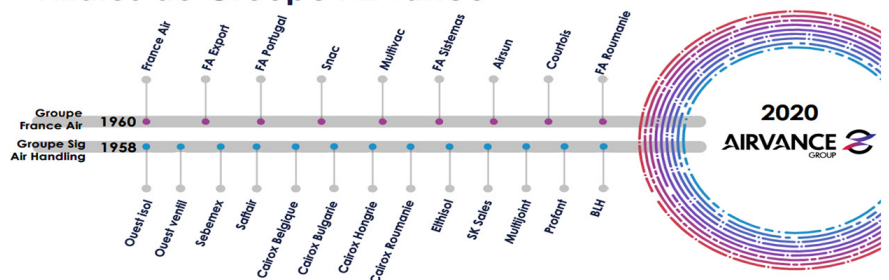 France Air
FA Export
FA Portugal
Snac
Multivac
FA Sistemas
Airsun
Courtois
FA Roumanie
Groupe
France Air
1960
Groupe Sig
Air Handling
1958
Ouest isol
Ouest ventil
Sebemex
Saftair
Cairox Belgique
Cairox Bulgarie
Cairox Hongrie
Cairox Roumanie
Elthisol
SK Sales
Multijoint
Profant
BLH
2020
AIRVANCE
GROUP